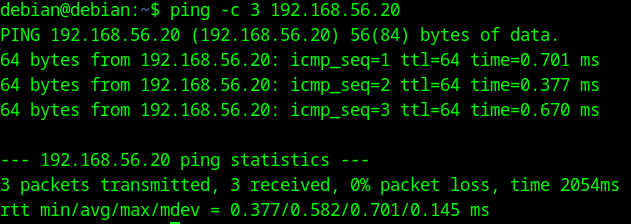 debian@debian:~$ ping -c 3 192.168.56.20
PING 192.168.56.20 (192.168.56.20) 56(84) bytes of data.
64 bytes from 192.168.56.20: icmp_seq=1 ttl=64 time=0.701 ms
64 bytes from 192.168.56.20: icmp_seq=2 ttl=64 time=0.377 ms
64 bytes from 192.168.56.20: icmp_seq=3 ttl=64 time=0.670 ms
--- 192.168.56.20 ping statistics ---
3 packets transmitted, 3 received, 0% packet loss, time 2054ms
rtt min/avg/max/mdev = 0.377/0.582/0.701/0.145 ms